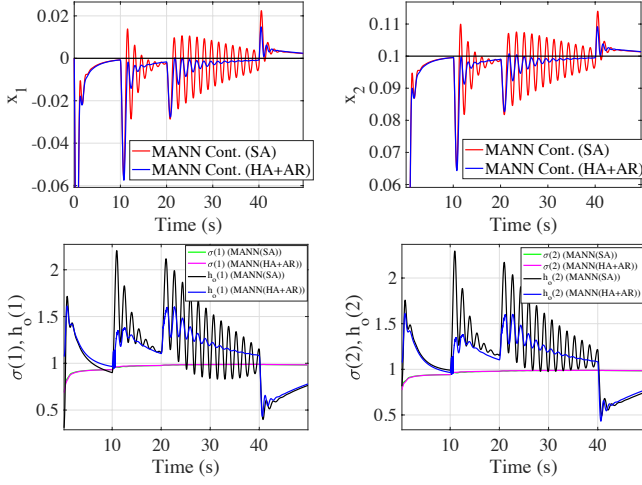 0.02
0
-0.02
-0.04
-0.06
x1
MANN Cont. (SA)
MANN Cont. (HA+AR)
0 10 20 30 40
Time (s)
0.11
0.1
0.09
0.08
0.07
0.06
x2
MANN Cont. (SA)
MANN Cont. (HA+AR)
0 20 40
Time (s)
2
1.5
1
0.5
σ(1), ho(1)
σ(1) (MANN(SA))
σ(1) (MANN(HA+AR))
ho(1) (MANN(SA))
ho(1) (MANN(HA+AR))
10 20 30 40
Time (s)
2
1.5
1
0.5
σ(2), ho(2)
σ(2) (MANN(SA))
σ(2) (MANN(HA+AR))
ho(2) (MANN(SA))
ho(2) (MANN(HA+AR))
10 20 30 40
Time (s)